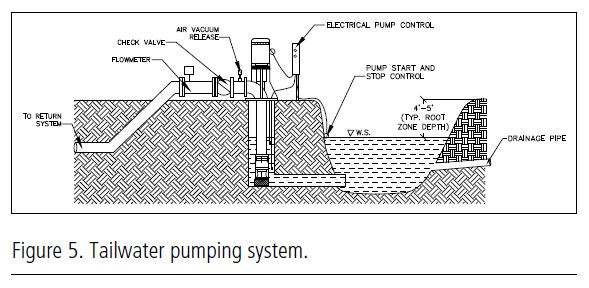 AIR VACUUM
RELEASE
CHECK VALVE
FLOWMETER
ELECTRICAL PUMP CONTROL
PUMP START AND
STOP CONTROL
4'-5'
(TYP. ROOT
ZONE DEPTH)
TO RETURN
SYSTEM
W.S.
DRAINAGE PIPE
Figure 5. Tailwater pumping system.